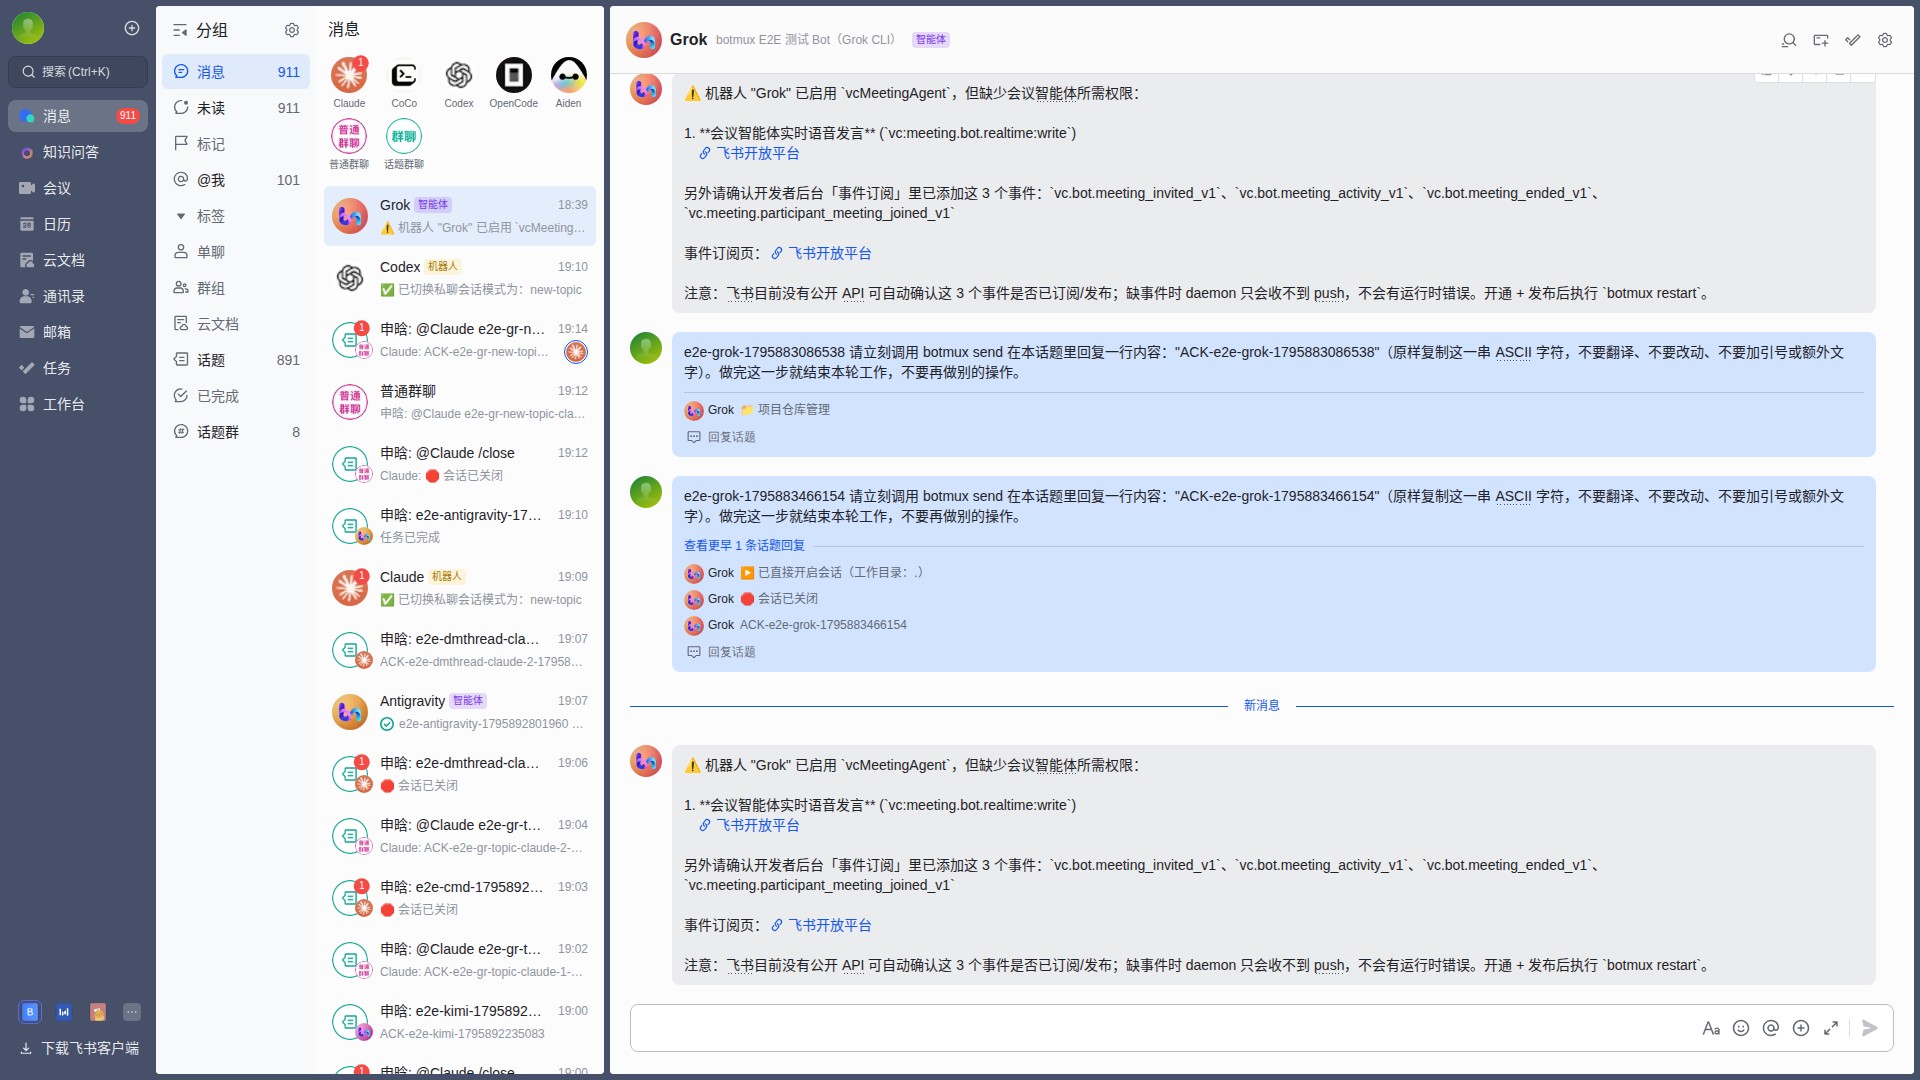 搜索 (Ctrl+K)
消息
911
知识问答
会议
日历
云文档
通讯录
邮箱
任务
工作台
下载飞书客户端
分组
消息 911
未读 911
标记
@我 101
标签
单聊
群组
云文档
话题 891
已完成
话题群 8
消息
1
Claude
CoCo
Codex
OpenCode
Aiden
普通群聊
普通群聊
群聊
话题群聊
Grok 智能体 18:39
⚠️ 机器人 "Grok" 已启用 `vcMeeting…
Codex 机器人 19:10
✅ 已切换私聊会话模式为：new-topic
1
申晗: @Claude e2e-gr-n… 19:14
Claude: ACK-e2e-gr-new-topi…
普通群聊
普通群聊 19:12
申晗: @Claude e2e-gr-new-topic-cla…
申晗: @Claude /close 19:12
Claude: 🛑 会话已关闭
申晗: e2e-antigravity-17… 19:10
任务已完成
1
Claude 机器人 19:09
✅ 已切换私聊会话模式为：new-topic
申晗: e2e-dmthread-cla… 19:07
ACK-e2e-dmthread-claude-2-17958…
Antigravity 智能体 19:07
e2e-antigravity-1795892801960 …
1
申晗: e2e-dmthread-cla… 19:06
🛑 会话已关闭
申晗: @Claude e2e-gr-t… 19:04
Claude: ACK-e2e-gr-topic-claude-2-…
1
申晗: e2e-cmd-1795892… 19:03
🛑 会话已关闭
申晗: @Claude e2e-gr-t… 19:02
Claude: ACK-e2e-gr-topic-claude-1-…
申晗: e2e-kimi-1795892… 19:00
ACK-e2e-kimi-1795892235083
1
申晗: @Claude /close 19:00
Grok botmux E2E 测试 Bot（Grok CLI） 智能体
⚠️ 机器人 "Grok" 已启用 `vcMeetingAgent`，但缺少会议智能体所需权限：
1. **会议智能体实时语音发言** (`vc:meeting.bot.realtime:write`)
飞书开放平台
另外请确认开发者后台「事件订阅」里已添加这 3 个事件：`vc.bot.meeting_invited_v1`、`vc.bot.meeting_activity_v1`、`vc.bot.meeting_ended_v1`、
`vc.meeting.participant_meeting_joined_v1`
事件订阅页： 飞书开放平台
注意：飞书目前没有公开 API 可自动确认这 3 个事件是否已订阅/发布；缺事件时 daemon 只会收不到 push，不会有运行时错误。开通 + 发布后执行 `botmux restart`。
e2e-grok-1795883086538 请立刻调用 botmux send 在本话题里回复一行内容："ACK-e2e-grok-1795883086538"（原样复制这一串 ASCII 字符，不要翻译、不要改动、不要加引号或额外文
字）。做完这一步就结束本轮工作，不要再做别的操作。
Grok 📁 项目仓库管理
回复话题
e2e-grok-1795883466154 请立刻调用 botmux send 在本话题里回复一行内容："ACK-e2e-grok-1795883466154"（原样复制这一串 ASCII 字符，不要翻译、不要改动、不要加引号或额外文
字）。做完这一步就结束本轮工作，不要再做别的操作。
查看更早 1 条话题回复
Grok ▶️ 已直接开启会话（工作目录：.）
Grok 🛑 会话已关闭
Grok ACK-e2e-grok-1795883466154
回复话题
新消息
⚠️ 机器人 "Grok" 已启用 `vcMeetingAgent`，但缺少会议智能体所需权限：
1. **会议智能体实时语音发言** (`vc:meeting.bot.realtime:write`)
飞书开放平台
另外请确认开发者后台「事件订阅」里已添加这 3 个事件：`vc.bot.meeting_invited_v1`、`vc.bot.meeting_activity_v1`、`vc.bot.meeting_ended_v1`、
`vc.meeting.participant_meeting_joined_v1`
事件订阅页： 飞书开放平台
注意：飞书目前没有公开 API 可自动确认这 3 个事件是否已订阅/发布；缺事件时 daemon 只会收不到 push，不会有运行时错误。开通 + 发布后执行 `botmux restart`。
Aa